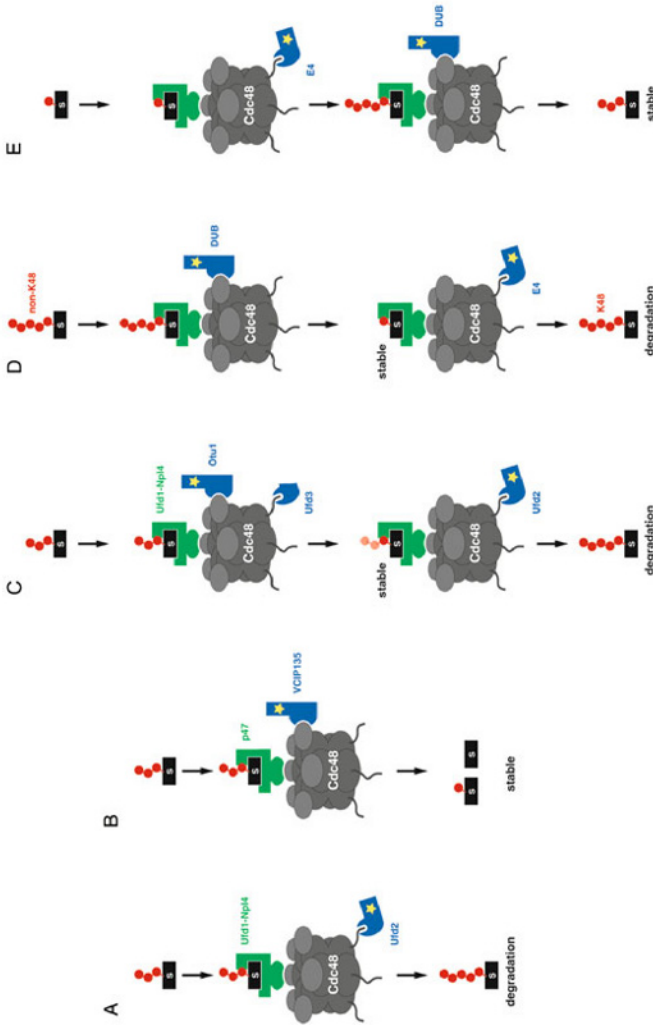 A
S
Ufd1-Npl4
S
Cdc48
Ufd2
S
degradation
B
S
p47
S
VCIP135
Cdc48
S
S
stable
C
S
Ufd1-Npl4
S
Otu1
Cdc48
Ufd3
stable
S
Cdc48
Ufd2
S
degradation
D
non-K48
S
S
DUB
Cdc48
stable
S
Cdc48
E4
K48
S
degradation
E
S
S
Cdc48
E4
S
DUB
Cdc48
S
stable